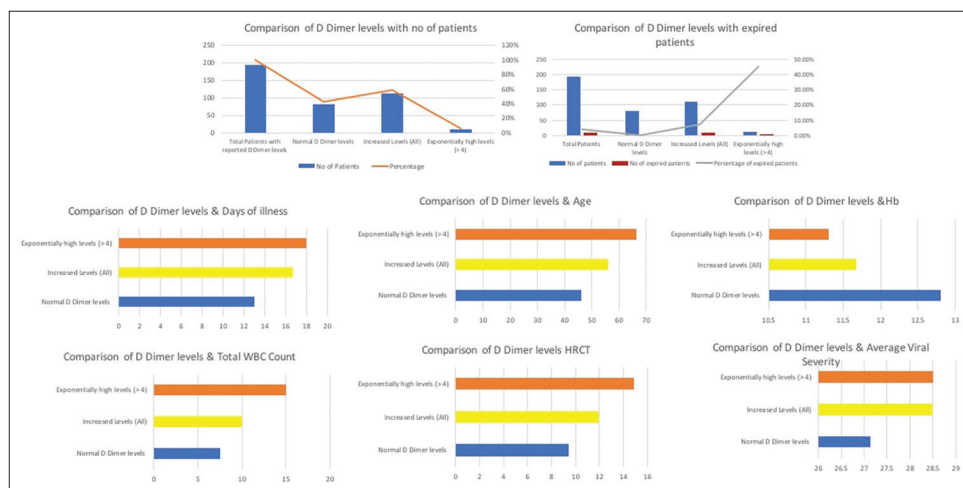 Comparison of D Dimer levels with no of patients
250
200
150
100
50
0
120%
100%
80%
60%
40%
20%
0%
Total Patients with reported D Dimer levels
Normal D Dimer levels
Increased Levels (All)
Exponentially high levels (>4)
No of Patients
Percentage
Comparison of D Dimer levels with expired
patients
250
200
150
100
50
0
50.00%
40.00%
30.00%
20.00%
10.00%
0.00%
Total Patients
Normal D Dimer levels
Increased Levels (All)
Exponentially high levels (>4)
No of patients
No of expired patients
Percentage of expired patients
Comparison of D Dimer levels & Days of illness
Exponentially high levels (>4)
Increased Levels (All)
Normal D Dimer levels
0 2 4 6 8 10 12 14 16 18 20
Comparison of D Dimer levels & Age
Exponentially high levels (>4)
Increased Levels (All)
Normal D Dimer levels
0 10 20 30 40 50 60 70
Comparison of D Dimer levels &Hb
Exponentially high levels (>4)
Increased Levels (All)
Normal D Dimer levels
10.5 11 11.5 12 12.5 13
Comparison of D Dimer levels & Total WBC Count
Exponentially high levels (>4)
Increased Levels (All)
Normal D Dimer levels
0 5 10 15 20
Comparison of D Dimer levels HRCT
Exponentially high levels (>4)
Increased Levels (All)
Normal D Dimer levels
0 2 4 6 8 10 12 14 16
Comparison of D Dimer levels & Average Viral
Severity
Exponentially high levels (>4)
Increased Levels (All)
Normal D Dimer levels
26 26.5 27 27.5 28 28.5 29